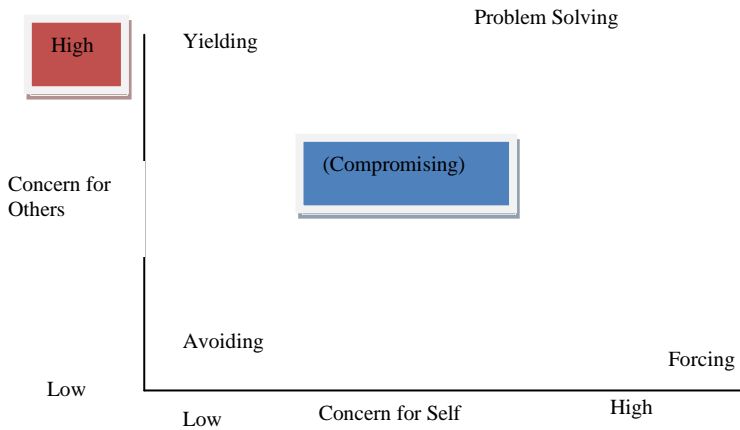 Problem Solving
High
Yielding
(Compromising)
Concern for
Others
Avoiding
Forcing
Low
Low
Concern for Self
High